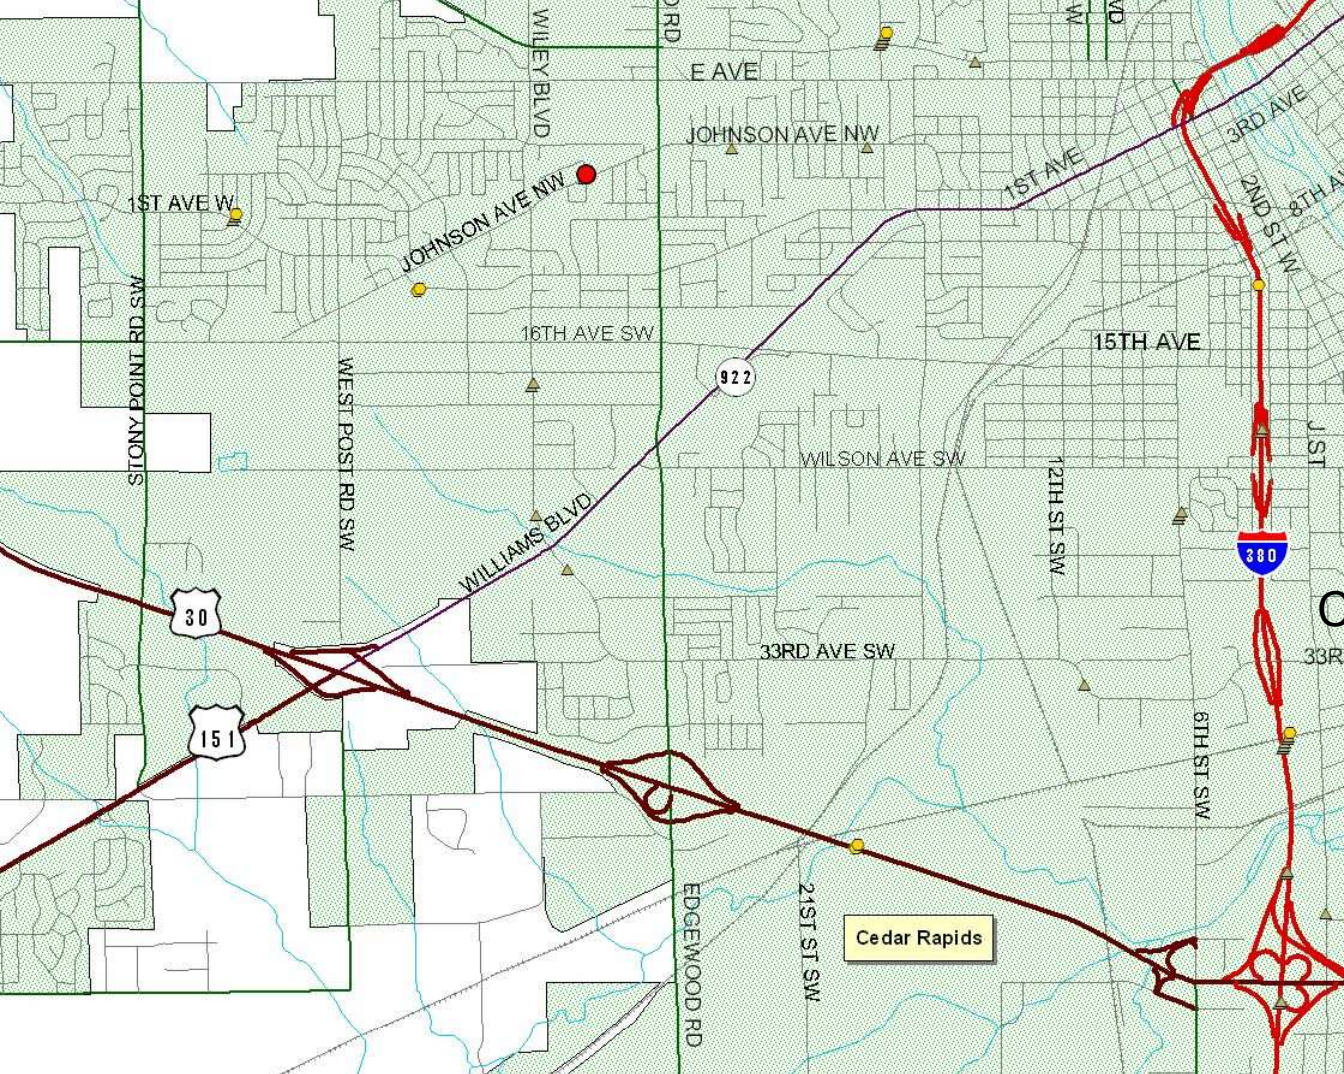 WILEY BLVD
E AVE
JOHNSON AVE NW
3RD AVE
1ST AVE
8TH
2ND ST W
1ST AVE W
JOHNSON AVE NW
STONY POINT RD SW
16TH AVE SW
15TH AVE
WEST POST RD SW
922
WILSON AVE SW
12TH ST SW
J ST
WILLIAMS BLVD
380
30
33RD AVE SW
151
6TH ST SW
EDGEWOOD RD
21ST ST SW
Cedar Rapids